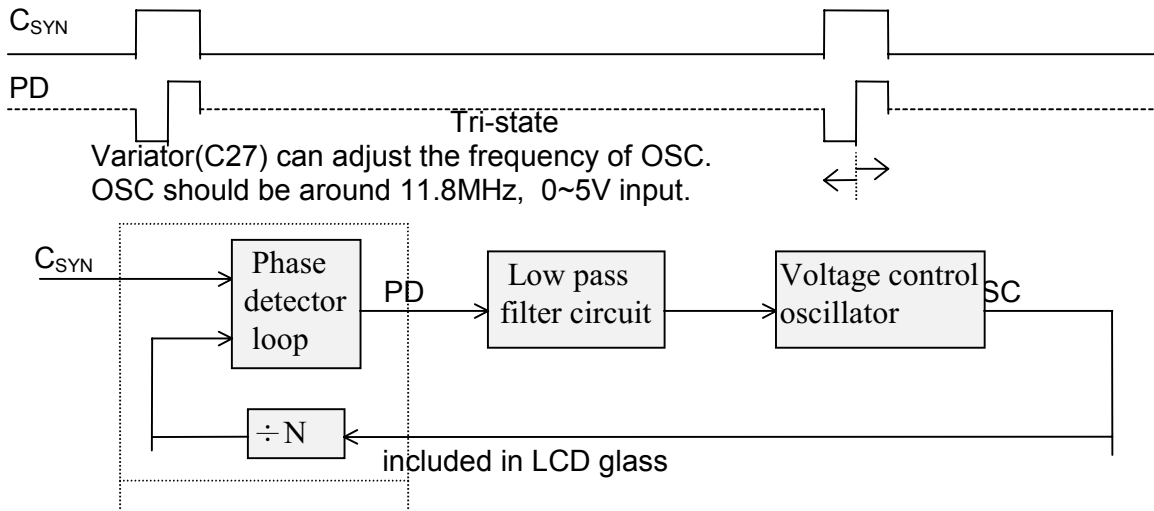 CSYN
PD
Tri-state
Variator(C27) can adjust the frequency of OSC.
OSC should be around 11.8MHz, 0~5V input.
CSYN
Phase
detector
loop
PD
Low pass
filter circuit
Voltage control
oscillator
SC
÷N
included in LCD glass